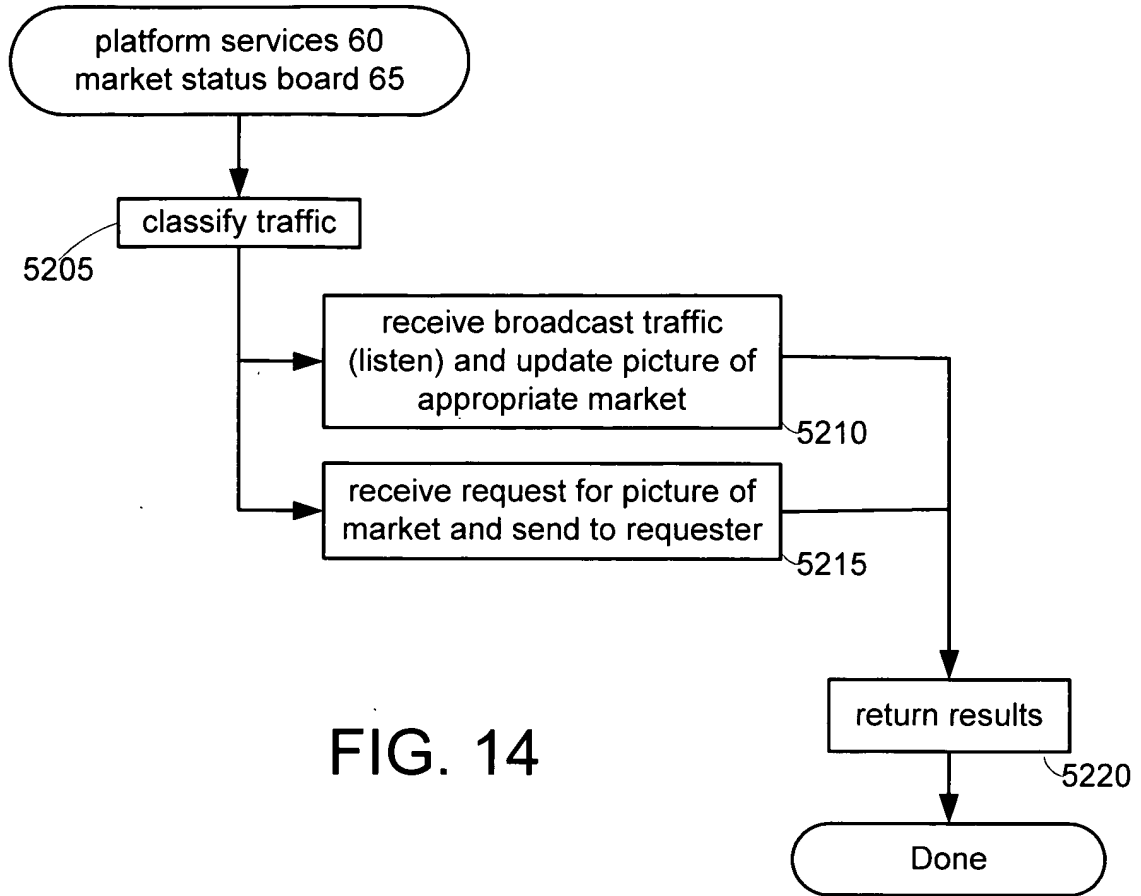 platform services 60
market status board 65
classify traffic
5205
receive broadcast traffic
(listen) and update picture of
appropriate market
5210
receive request for picture of
market and send to requester
5215
return results
5220
FIG. 14
Done